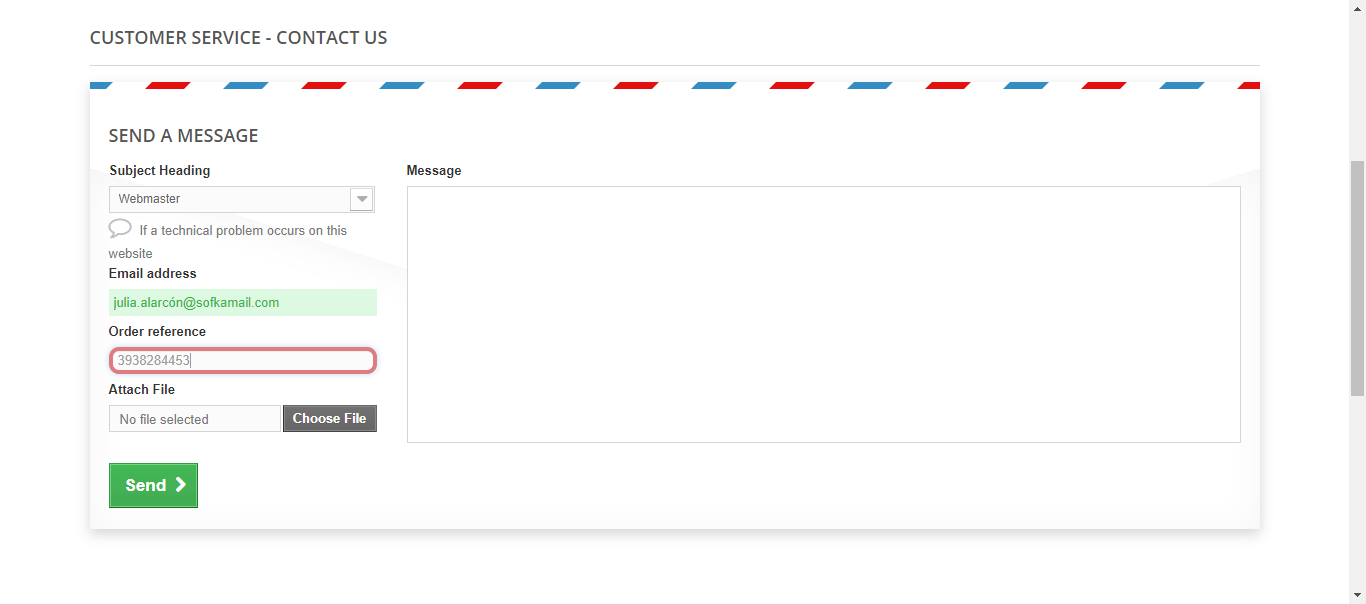 CUSTOMER SERVICE - CONTACT US
SEND A MESSAGE
Subject Heading
Webmaster
If a technical problem occurs on this
website
Email address
julia.alarcón@sofkamail.com
Order reference
3938284453
Attach File
No file selected
Choose File
Send
Message